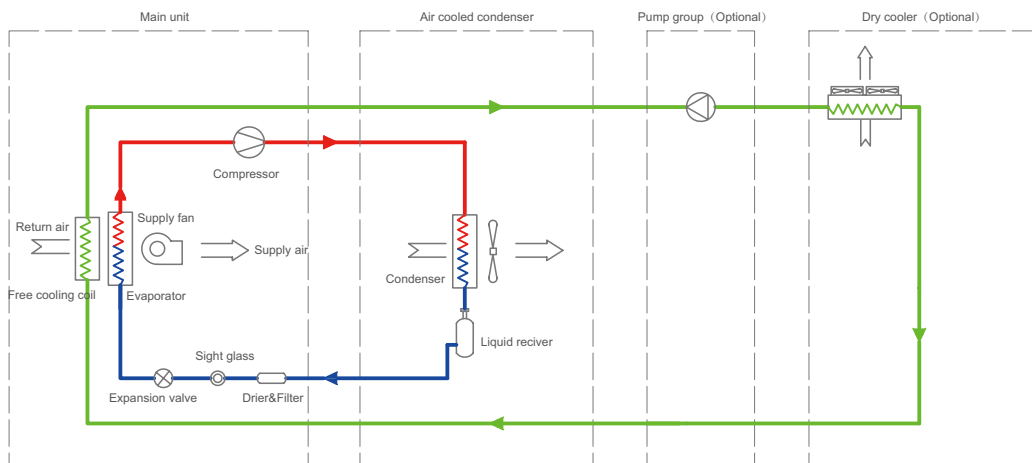 Main unit
Air cooled condenser
Pump group（Optional）
Dry cooler（Optional）
Compressor
Return air
Supply fan
Supply air
Free cooling coil
Evaporator
Condenser
Liquid reciver
Sight glass
Expansion valve
Drier&Filter